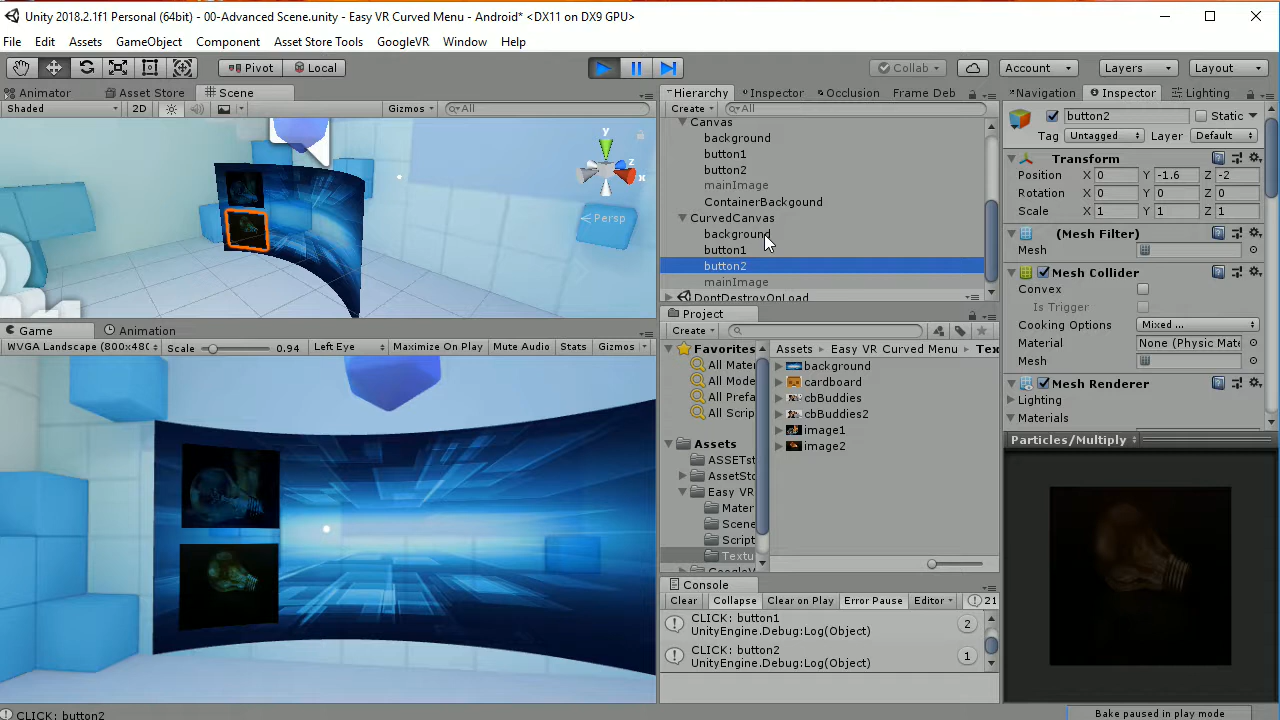 Unity 2018.2.1f1 Personal (64bit) - 00-Advanced Scene.unity - Easy VR Curved Menu - Android* <DX11 on DX9 GPU>
File Edit Assets GameObject Component Asset Store Tools GoogleVR Window Help
Pivot Local Collab Account Layers Layout
Animator Asset Store Scene
Shaded 2D Gizmos All
y
z
x
Persp
Game Animation
WVGA Landscape (800x480 Scale 0.94 Left Eye Maximize On Play Mute Audio Stats Gizmos
Hierarchy Inspector Occlusion Frame Deb
Create All
Canvas
background
button1
button2
mainImage
ContainerBackgound
CurvedCanvas
background
button1
button2
mainImage
DontDestroyOnLoad
Project
Create
Favorites
All Mater
All Mode
All Prefa
All Scrip
Assets
ASSETst
AssetSto
Easy VR
Mater
Scene
Script
Textu
GoogleV
Assets Easy VR Curved Menu Tex
background
cardboard
cbBuddies
cbBuddies2
image1
image2
Console
Clear Collapse Clear on Play Error Pause Editor 21
CLICK: button1 2
UnityEngine.Debug:Log(Object)
CLICK: button2 1
UnityEngine.Debug:Log(Object)
Navigation Inspector Lighting
button2 Static
Tag Untagged Layer Default
Transform
Position X 0 Y -1.6 Z -2
Rotation X 0 Y 0 Z 0
Scale X 1 Y 1 Z 1
(Mesh Filter)
Mesh
Mesh Collider
Convex
Is Trigger
Cooking Options Mixed ...
Material None (Physic Mate
Mesh
Mesh Renderer
Lighting
Materials
Particles/Multiply
CLICK: button2
Bake paused in play mode